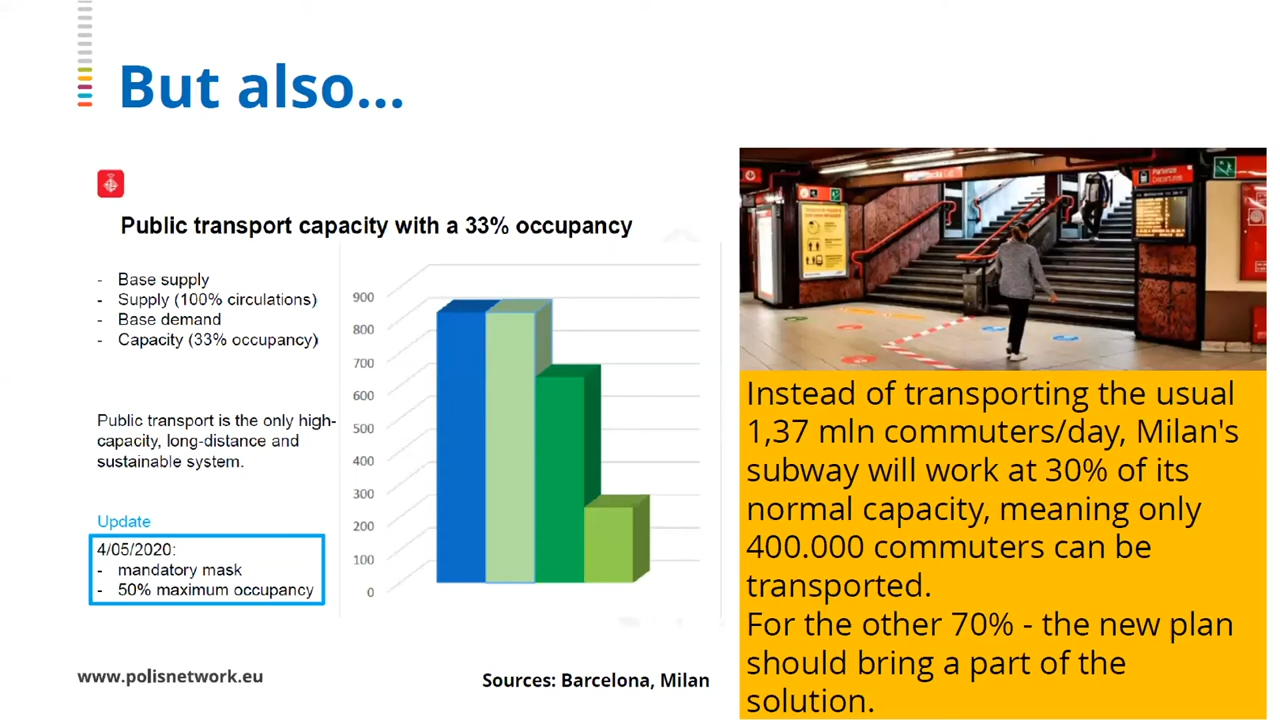 But also...
Public transport capacity with a 33% occupancy
- Base supply
- Supply (100% circulations)
- Base demand
- Capacity (33% occupancy)
Public transport is the only high-
capacity, long-distance and
sustainable system.
Update
4/05/2020:
- mandatory mask
- 50% maximum occupancy
900
800
700
600
500
400
300
200
100
0
Partenze
Departures
Instead of transporting the usual
1,37 mln commuters/day, Milan's
subway will work at 30% of its
normal capacity, meaning only
400.000 commuters can be
transported.
For the other 70% - the new plan
should bring a part of the
solution.
www.polisnetwork.eu
Sources: Barcelona, Milan